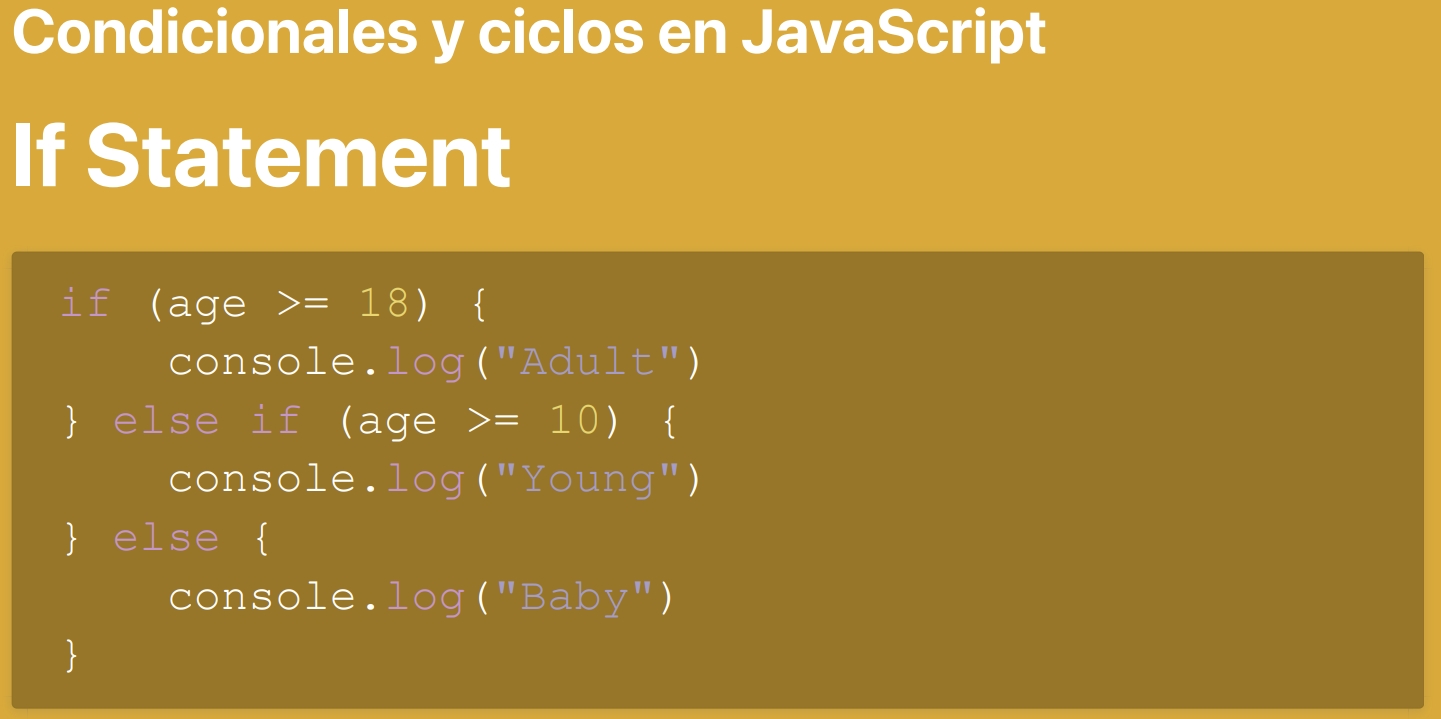 Condicionales y ciclos en JavaScript
If Statement
if (age >= 18) {
    console.log("Adult")
} else if (age >= 10) {
    console.log("Young")
} else {
    console.log("Baby")
}